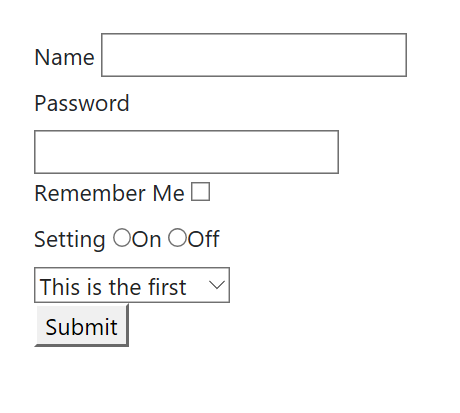 Name
Password
Remember Me
Setting On Off
This is the first
Submit